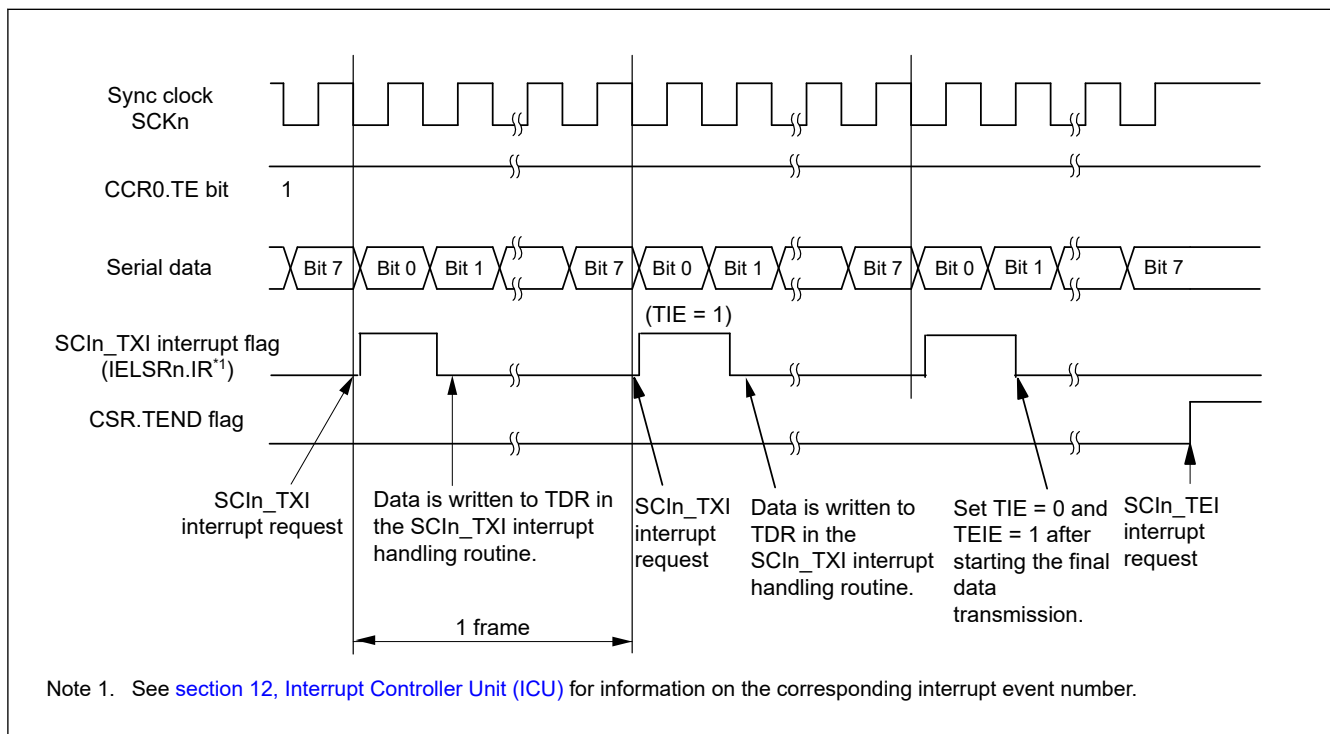 Sync clock
SCKn
CCR0.TE bit 1
Serial data
Bit 7 Bit 0 Bit 1 Bit 7 Bit 0 Bit 1 Bit 7 Bit 0 Bit 1 Bit 7
(TIE = 1)
SCIn_TXI interrupt flag
(IELSRn.IR*1)
CSR.TEND flag
SCIn_TXI
interrupt request
Data is written to TDR in
the SCIn_TXI interrupt
handling routine.
SCIn_TXI
interrupt
request
Data is written to
TDR in the
SCIn_TXI interrupt
handling routine.
Set TIE = 0 and
TEIE = 1 after
starting the final
data
transmission.
SCIn_TEI
interrupt
request
1 frame
Note 1. See section 12, Interrupt Controller Unit (ICU) for information on the corresponding interrupt event number.